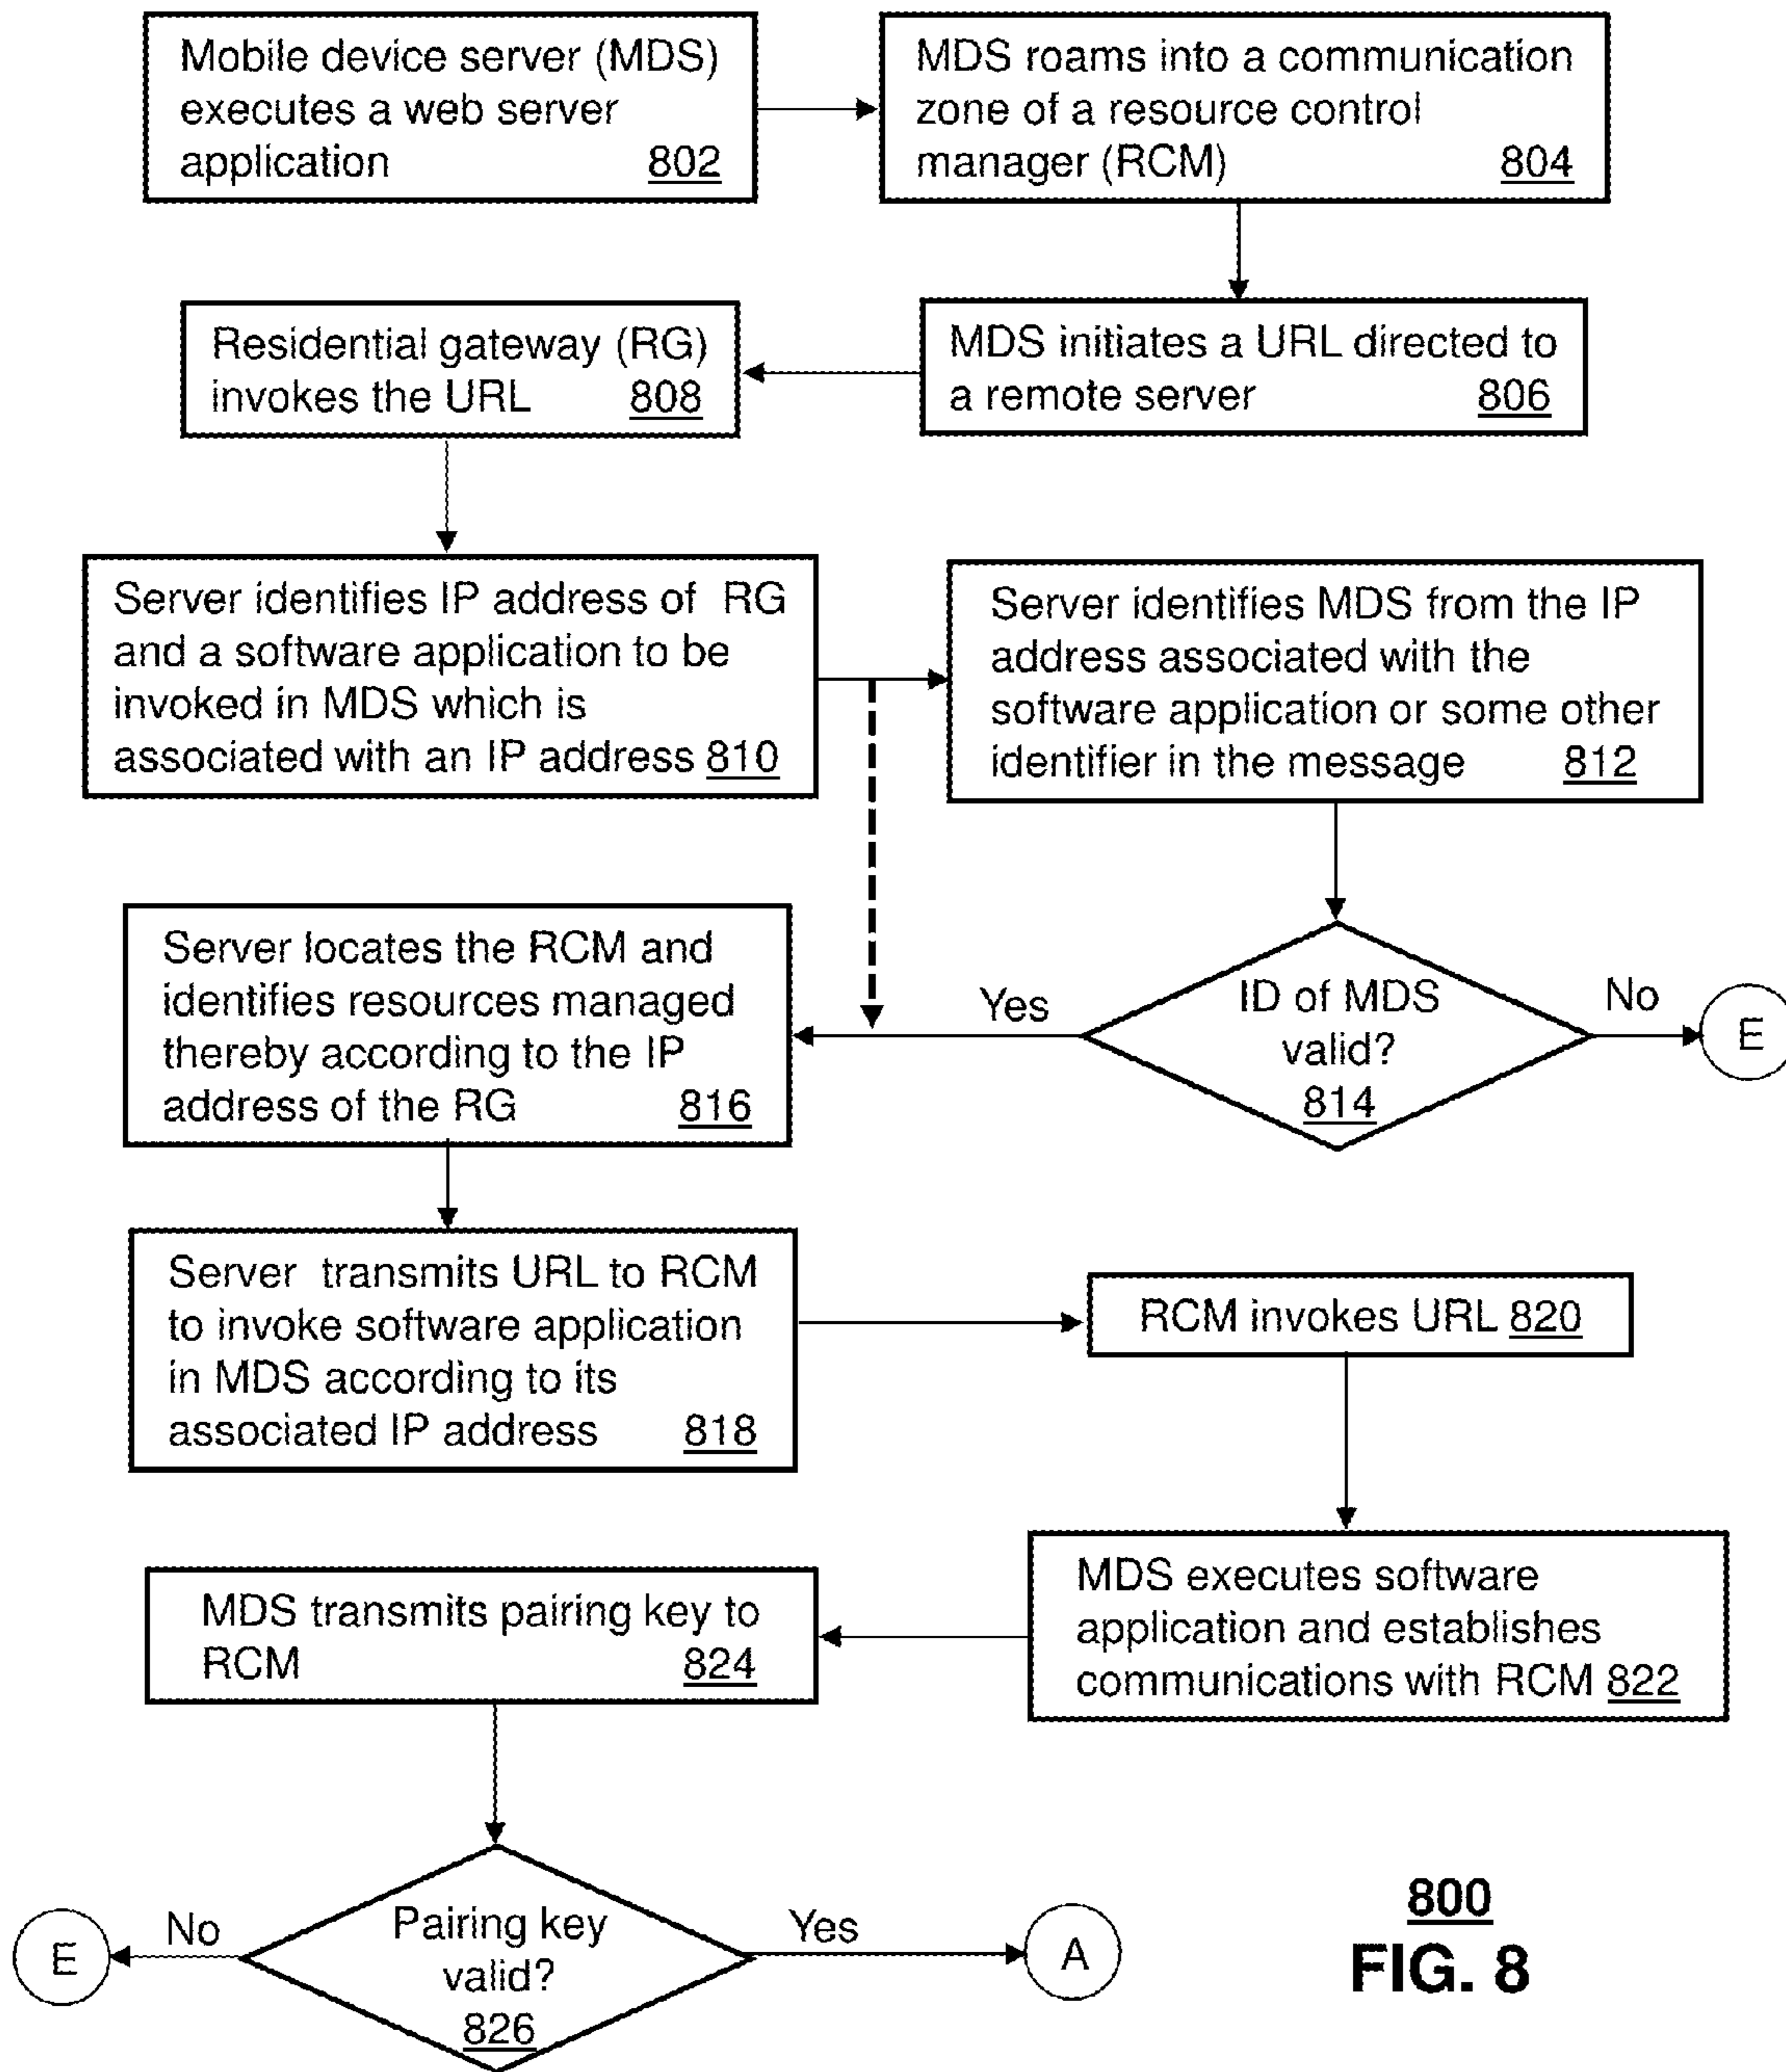 Mobile device server (MDS)
executes a web server
application 802
MDS roams into a communication
zone of a resource control
manager (RCM) 804
MDS initiates a URL directed to
a remote server 806
Residential gateway (RG)
invokes the URL 808
Server identifies IP address of RG
and a software application to be
invoked in MDS which is
associated with an IP address 810
Server identifies MDS from the IP
address associated with the
software application or some other
identifier in the message 812
ID of MDS
valid?
814
Yes
No
E
Server locates the RCM and
identifies resources managed
thereby according to the IP
address of the RG 816
Server transmits URL to RCM
to invoke software application
in MDS according to its
associated IP address 818
RCM invokes URL 820
MDS executes software
application and establishes
communications with RCM 822
MDS transmits pairing key to
RCM 824
Pairing key
valid?
826
No
E
Yes
A
800
FIG. 8